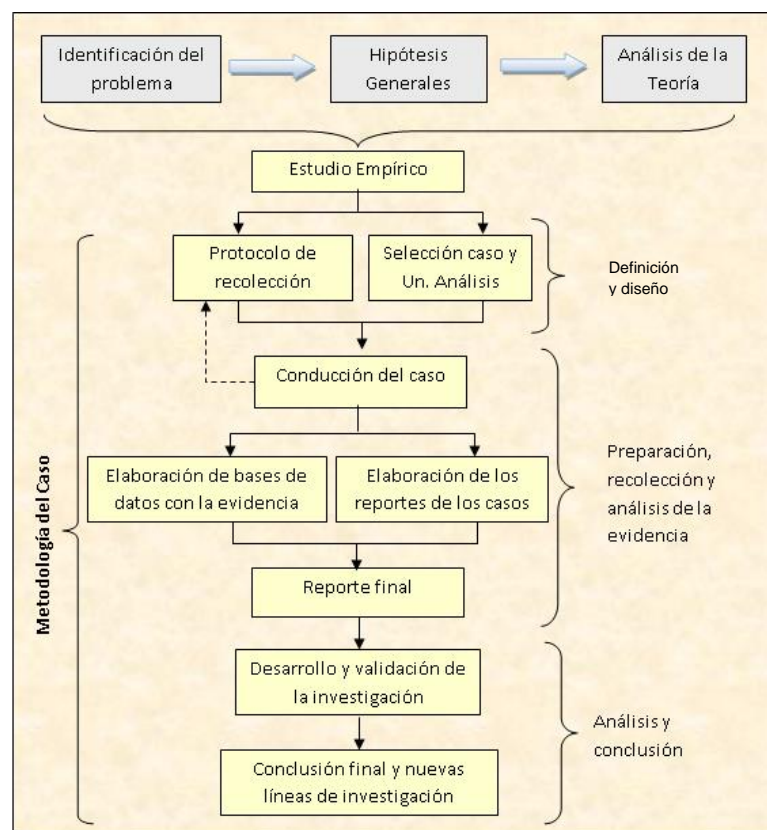 Identificación del
problema
Hipótesis
Generales
Análisis de la
Teoría
Estudio Empírico
Protocolo de
recolección
Selección caso y
Un. Análisis
Definición
y diseño
Conducción del caso
Elaboración de bases de
datos con la evidencia
Elaboración de los
reportes de los casos
Preparación,
recolección y
análisis de la
evidencia
Metodología del Caso
Reporte final
Desarrollo y validación de
la investigación
Análisis y
conclusión
Conclusión final y nuevas
líneas de investigación